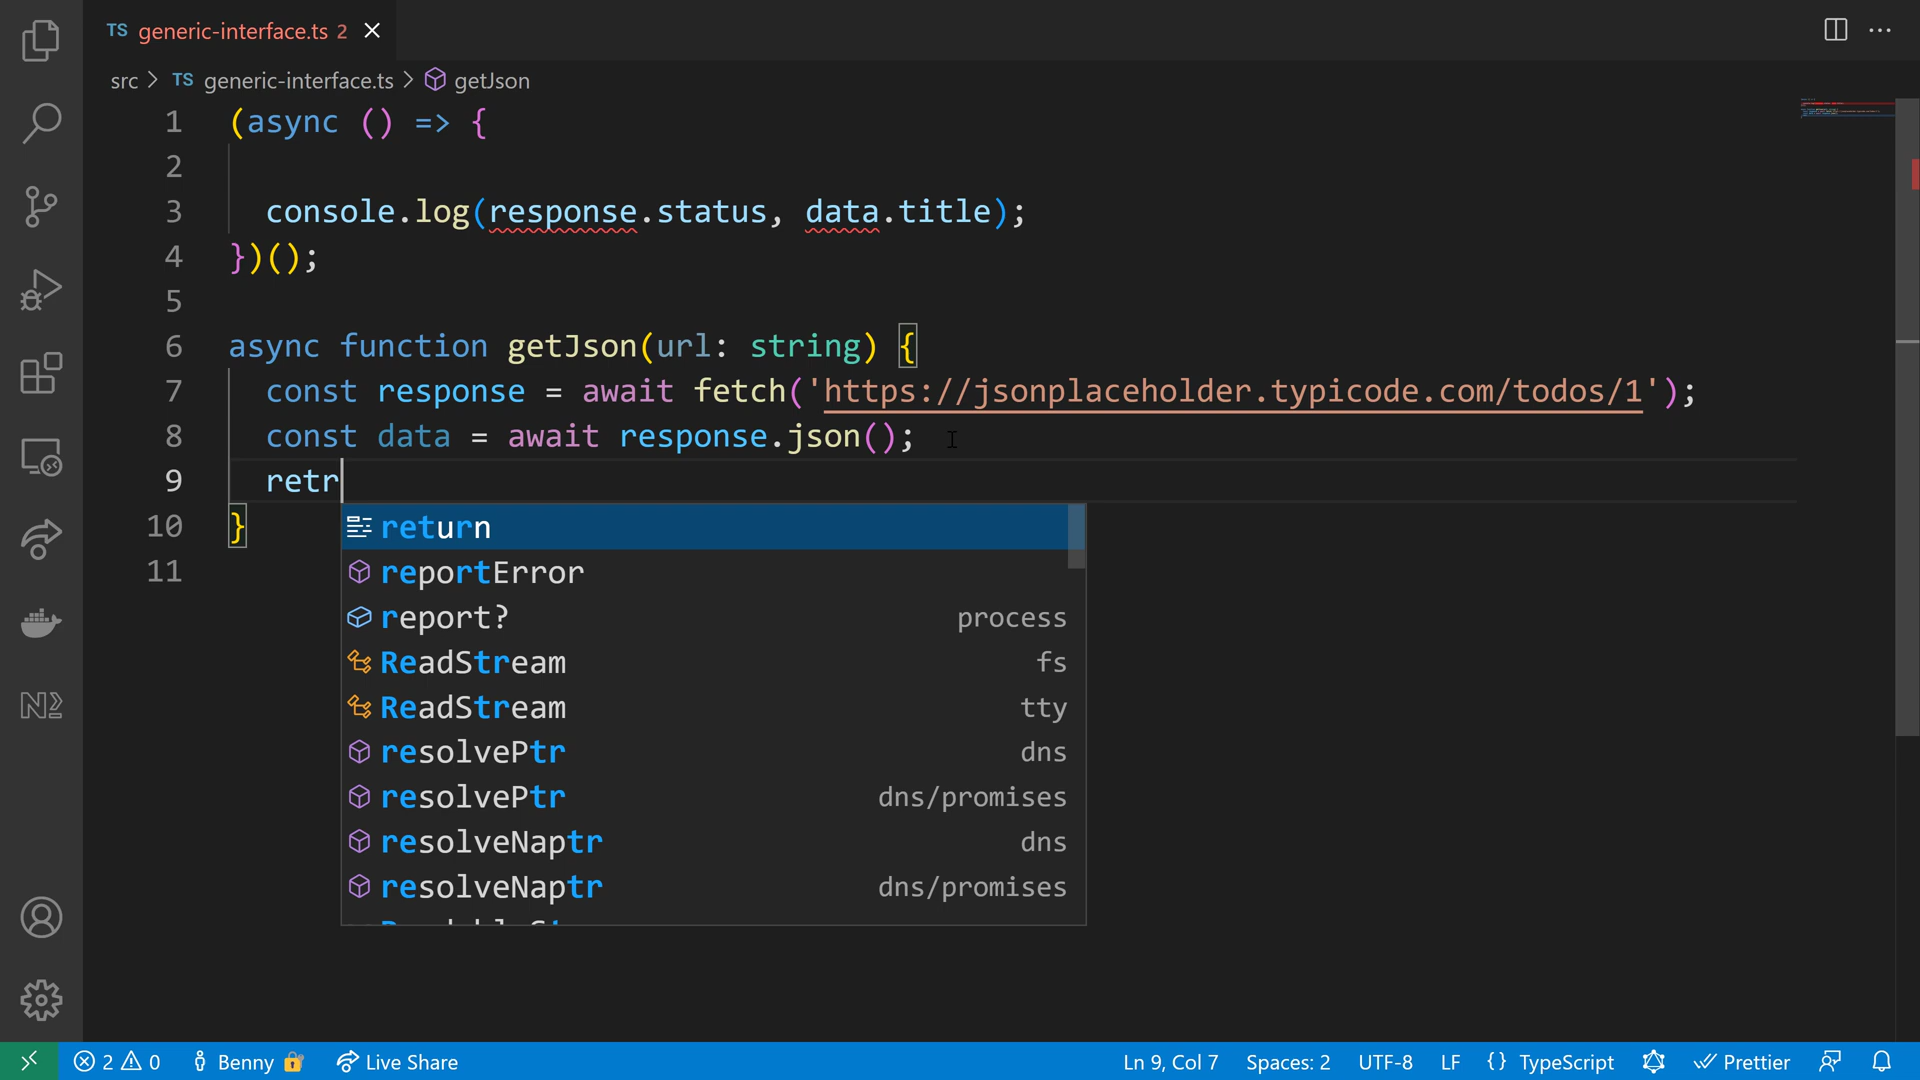 TS generic-interface.ts 2
src > TS generic-interface.ts > getJson
1 (async () => {
2
3 console.log(response.status, data.title);
4 })();
5
6 async function getJson(url: string) {
7 const response = await fetch('https://jsonplaceholder.typicode.com/todos/1');
8 const data = await response.json();
9 retr
10 }
11
return
reportError
report? process
ReadStream fs
ReadStream tty
resolvePtr dns
resolvePtr dns/promises
resolveNaptr dns
resolveNaptr dns/promises
2 0 Benny Live Share Ln 9, Col 7 Spaces: 2 UTF-8 LF {} TypeScript Prettier